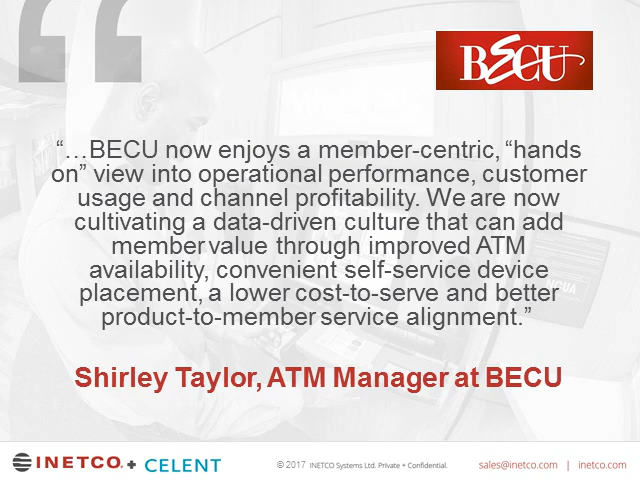 BECU
“…BECU now enjoys a member-centric, “hands
on” view into operational performance, customer
usage and channel profitability. We are now
cultivating a data-driven culture that can add
member value through improved ATM
availability, convenient self-service device
placement, a lower cost-to-serve and better
product-to-member service alignment.”
Shirley Taylor, ATM Manager at BECU
INETCO + CELENT
© 2017 INETCO Systems Ltd. Private + Confidential.
sales@inetco.com | inetco.com